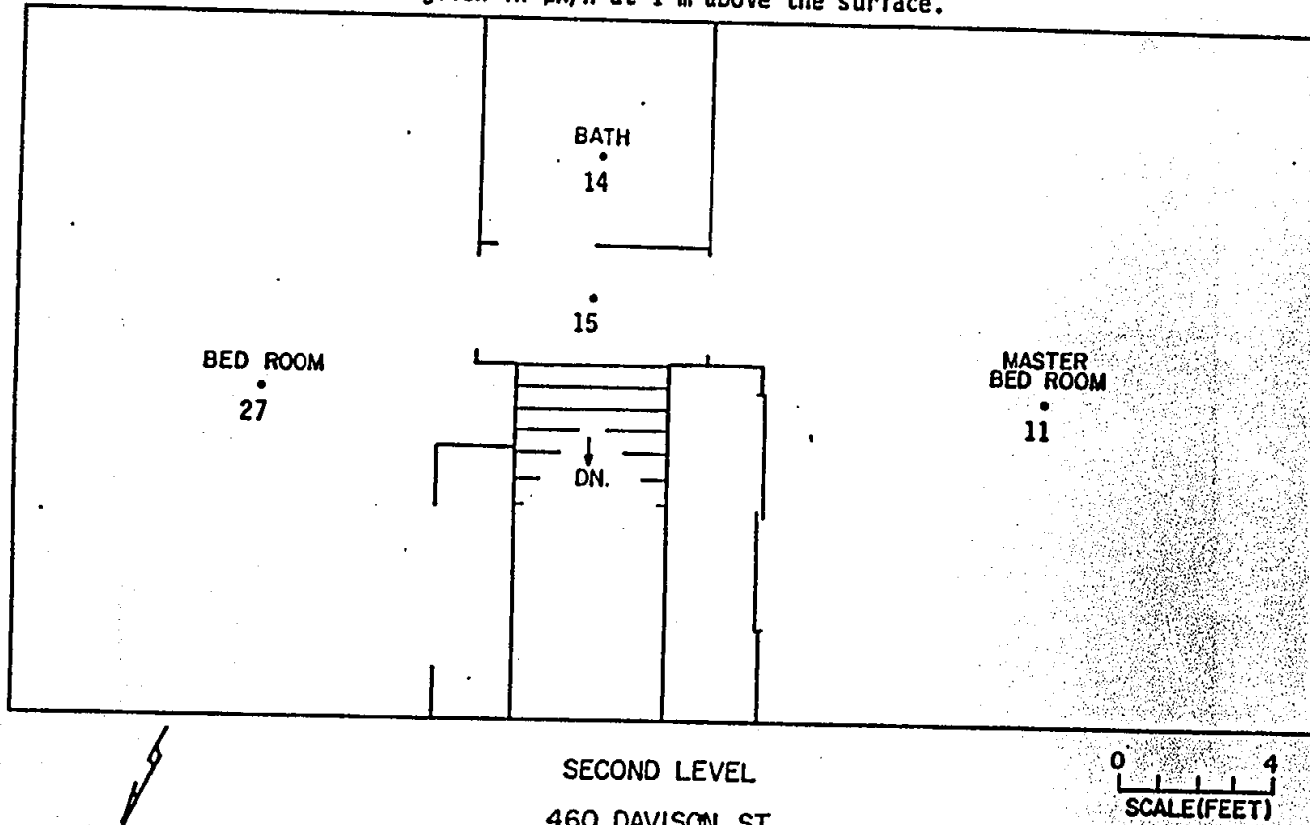 given in μR/h at 1 m above the surface.
BATH
14
15
BED ROOM
27
MASTER
BED ROOM
11
DN.
SECOND LEVEL
0 4
SCALE(FEET)
460 DAVISON ST